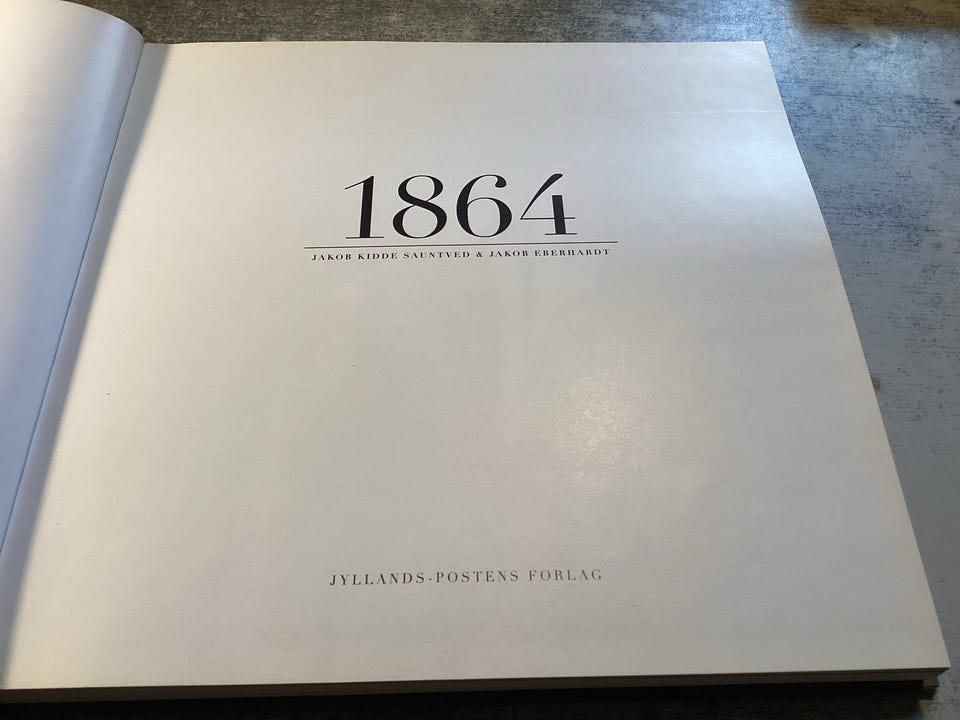 1864
JAKOB KIDDE SAUNTVED & JAKOB EBERHARDT
JYLLANDS-POSTENS FORLAG